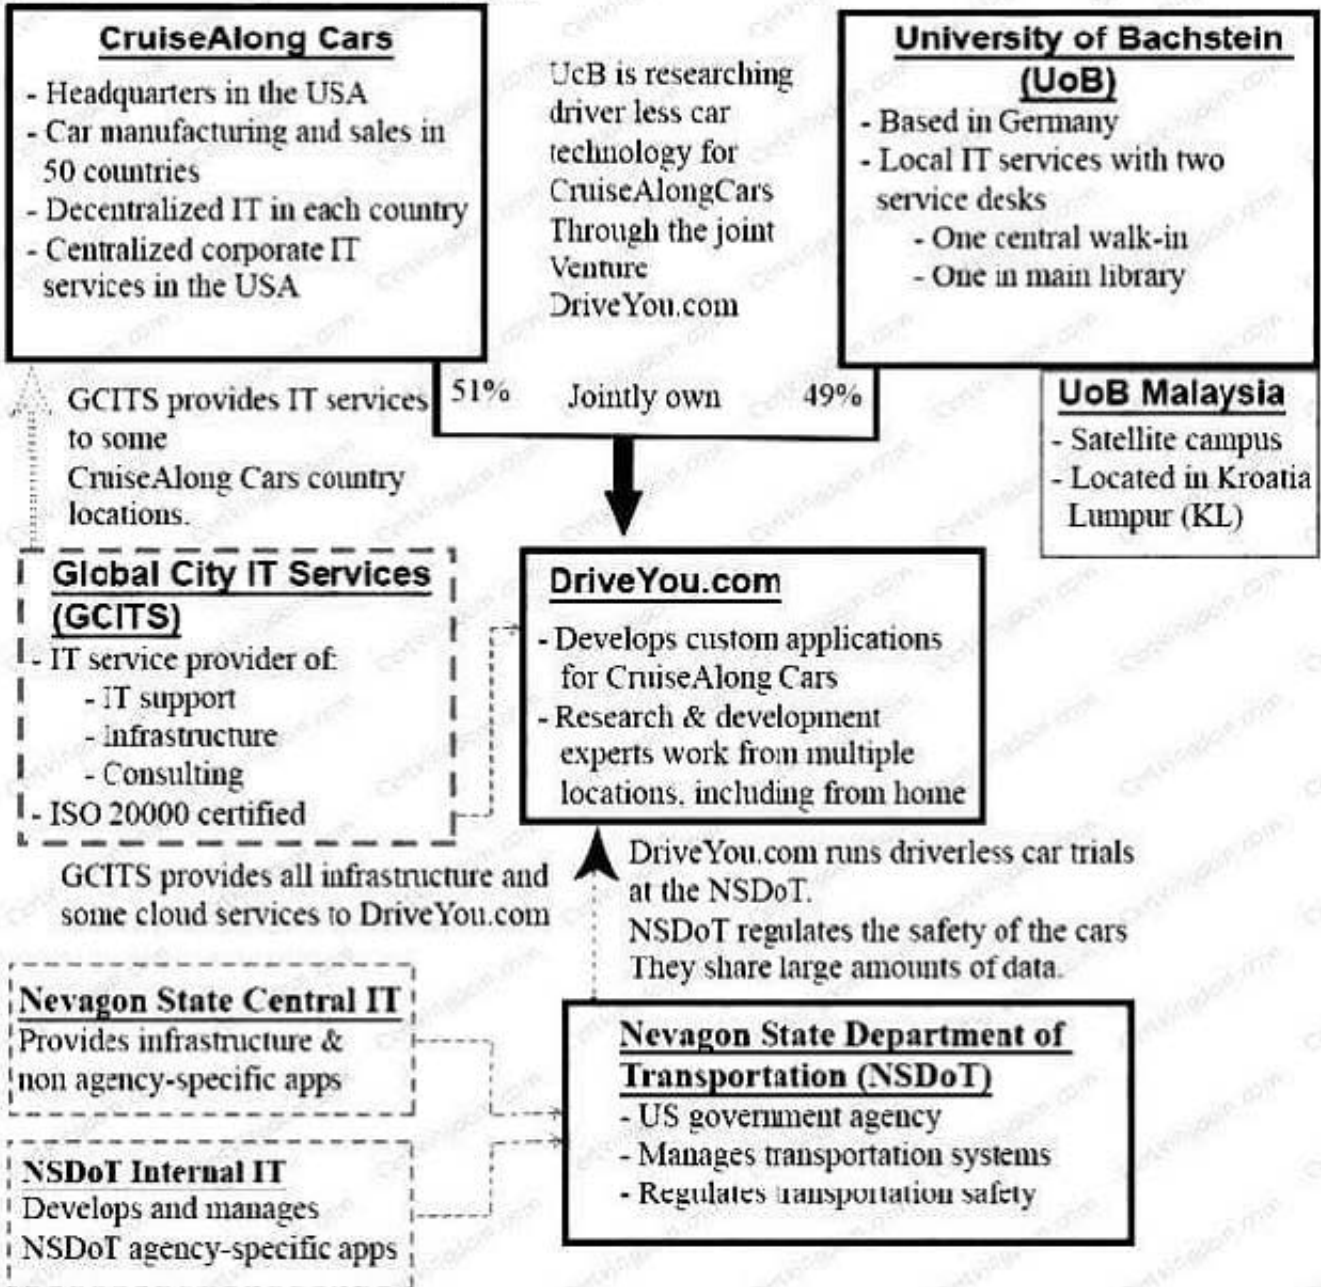 CruiseAlong Cars
- Headquarters in the USA
- Car manufacturing and sales in
50 countries
- Decentralized IT in each country
- Centralized corporate IT
services in the USA
UcB is researching
driver less car
technology for
CruiseAlongCars
Through the joint
Venture
DriveYou.com
University of Bachstein
(UoB)
- Based in Germany
- Local IT services with two
service desks
- One central walk-in
- One in main library
51% Jointly own 49%
UoB Malaysia
- Satellite campus
- Located in Kroatia
Lumpur (KL)
GCITS provides IT services
to some
CruiseAlong Cars country
locations.
Global City IT Services
(GCITS)
- IT service provider of:
- IT support
- Infrastructure
- Consulting
- ISO 20000 certified
DriveYou.com
- Develops custom applications
for CruiseAlong Cars
- Research & development
experts work from multiple
locations, including from home
GCITS provides all infrastructure and
some cloud services to DriveYou.com
DriveYou.com runs driverless car trials
at the NSDoT.
NSDoT regulates the safety of the cars
They share large amounts of data.
Nevagon State Central IT
Provides infrastructure &
non agency-specific apps
NSDoT Internal IT
Develops and manages
NSDoT agency-specific apps
Nevagon State Department of
Transportation (NSDoT)
- US government agency
- Manages transportation systems
- Regulates transportation safety